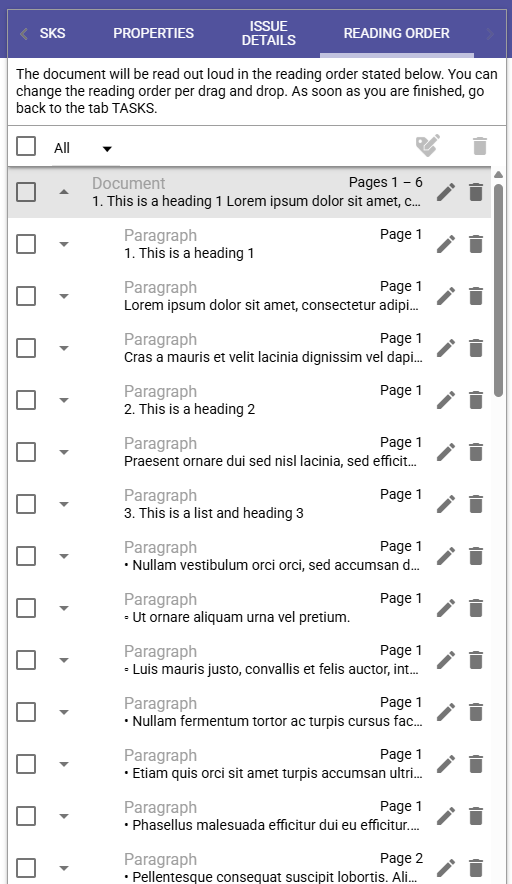 SKS
PROPERTIES
ISSUE
DETAILS
READING ORDER
The document will be read out loud in the reading order stated below. You can
change the reading order per drag and drop. As soon as you are finished, go
back to the tab TASKS.
All
Document Pages 1 – 6
1. This is a heading 1 Lorem ipsum dolor sit amet, c...
Paragraph Page 1
1. This is a heading 1
Paragraph Page 1
Lorem ipsum dolor sit amet, consectetur adipi...
Paragraph Page 1
Cras a mauris et velit lacinia dignissim vel dapi...
Paragraph Page 1
2. This is a heading 2
Paragraph Page 1
Praesent ornare dui sed nisl lacinia, sed efficit...
Paragraph Page 1
3. This is a list and heading 3
Paragraph Page 1
• Nullam vestibulum orci orci, sed accumsan d...
Paragraph Page 1
▫ Ut ornare aliquam urna vel pretium.
Paragraph Page 1
▫ Luis mauris justo, convallis et felis auctor, int...
Paragraph Page 1
• Nullam fermentum tortor ac turpis cursus fac...
Paragraph Page 1
• Etiam quis orci sit amet turpis accumsan ultri...
Paragraph Page 1
• Phasellus malesuada efficitur dui eu efficitur....
Paragraph Page 2
• Pellentesque consequat suscipit lobortis. Ali...